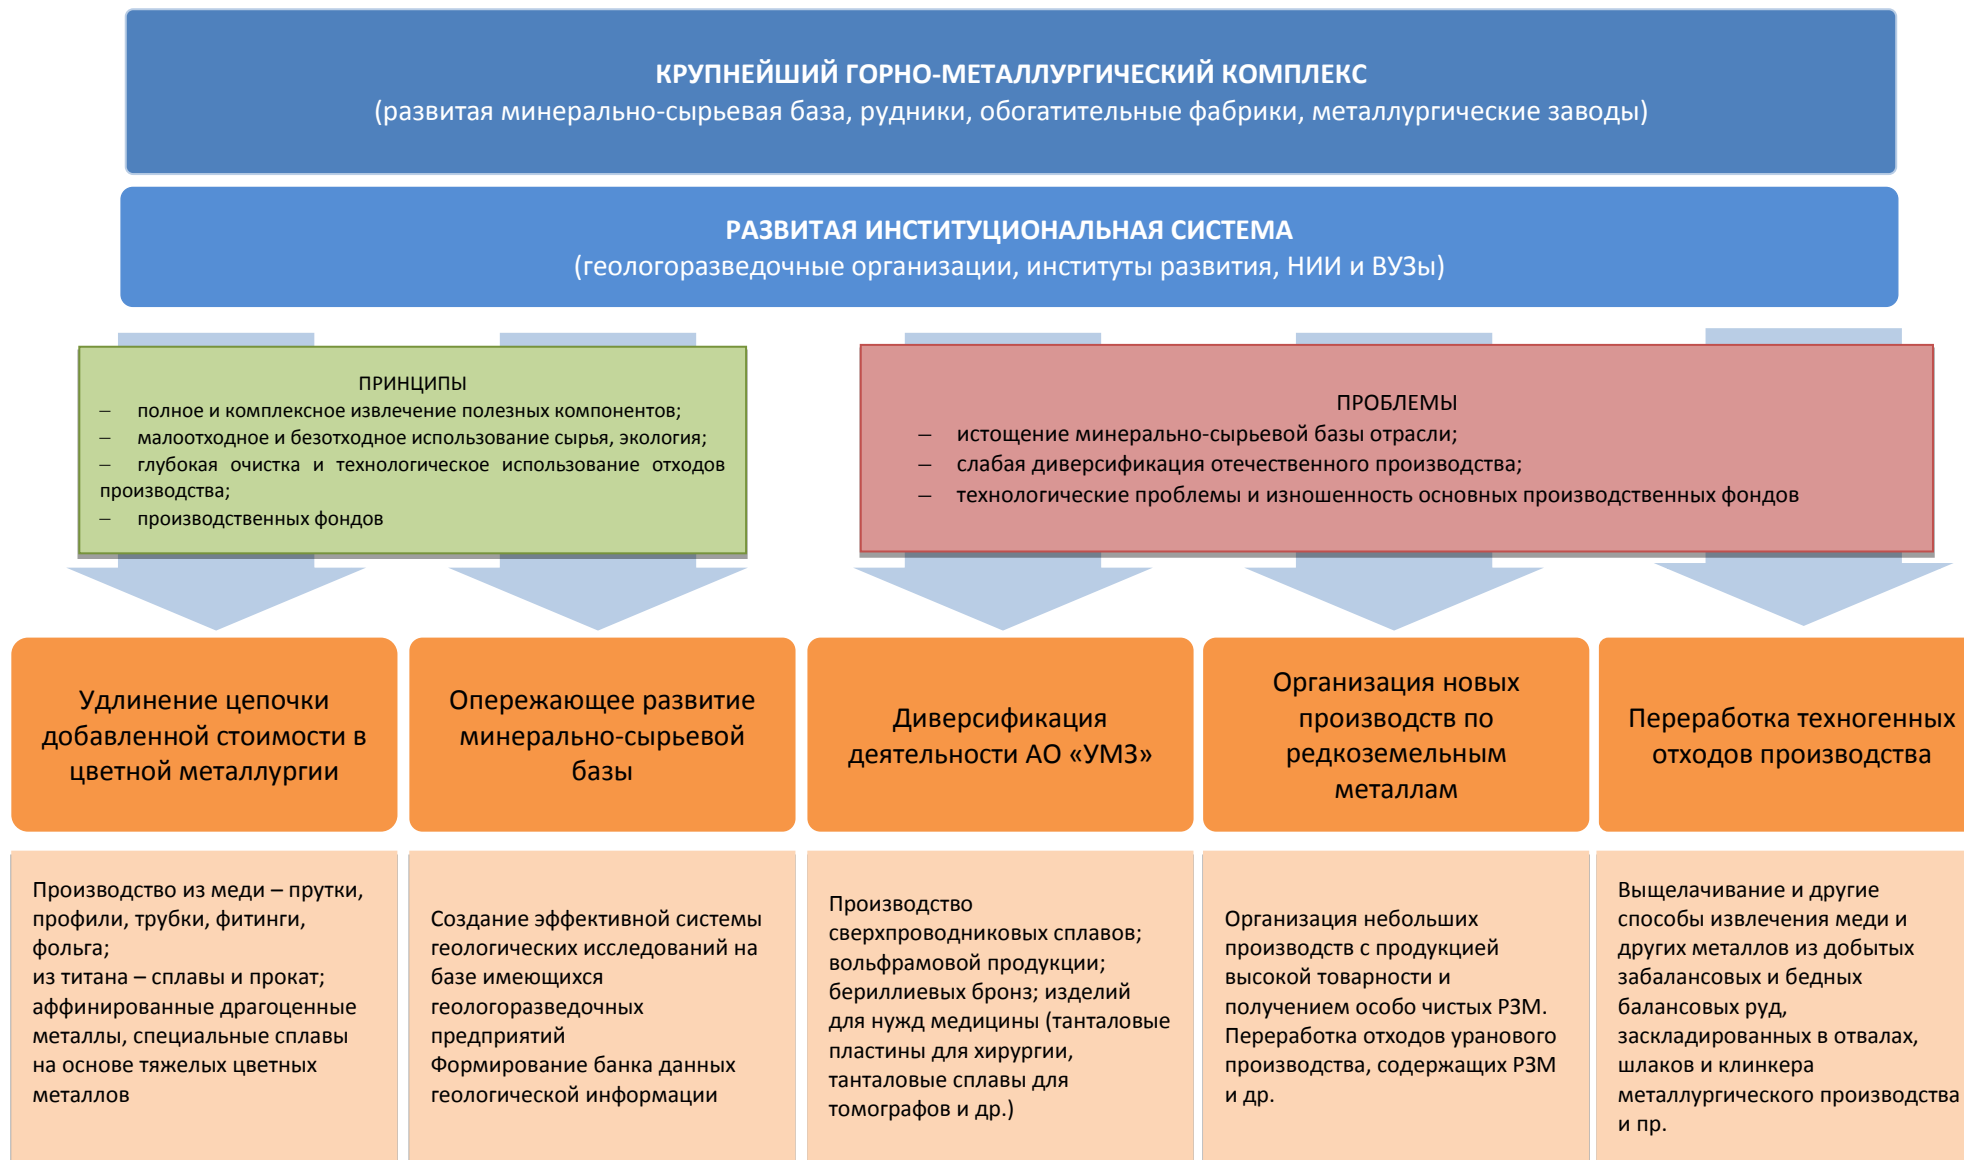 КРУПНЕЙШИЙ ГОРНО-МЕТАЛЛУРГИЧЕСКИЙ КОМПЛЕКС
(развитая минерально-сырьевая база, рудники, обогатительные фабрики, металлургические заводы)
РАЗВИТАЯ ИНСТИТУЦИОНАЛЬНАЯ СИСТЕМА
(геологоразведочные организации, институты развития, НИИ и ВУЗы)
ПРИНЦИПЫ
– полное и комплексное извлечение полезных компонентов;
– малоотходное и безотходное использование сырья, экология;
– глубокая очистка и технологическое использование отходов
производства;
– производственных фондов
ПРОБЛЕМЫ
– истощение минерально-сырьевой базы отрасли;
– слабая диверсификация отечественного производства;
– технологические проблемы и изношенность основных производственных фондов
Удлинение цепочки
добавленной стоимости в
цветной металлургии
Опережающее развитие
минерально-сырьевой
базы
Диверсификация
деятельности АО «УМЗ»
Организация новых
производств по
редкоземельным
металлам
Переработка техногенных
отходов производства
Производство из меди – прутки,
профили, трубки, фитинги,
фольга;
из титана – сплавы и прокат;
аффинированные драгоценные
металлы, специальные сплавы
на основе тяжелых цветных
металлов
Создание эффективной системы
геологических исследований на
базе имеющихся
геологоразведочных
предприятий
Формирование банка данных
геологической информации
Производство
сверхпроводниковых сплавов;
вольфрамовой продукции;
бериллиевых бронз; изделий
для нужд медицины (танталовые
пластины для хирургии,
танталовые сплавы для
томографов и др.)
Организация небольших
производств с продукцией
высокой товарности и
получением особо чистых РЗМ.
Переработка отходов уранового
производства, содержащих РЗМ
и др.
Выщелачивание и другие
способы извлечения меди и
других металлов из добытых
забалансовых и бедных
балансовых руд,
заскладированных в отвалах,
шлаков и клинкера
металлургического производства
и пр.